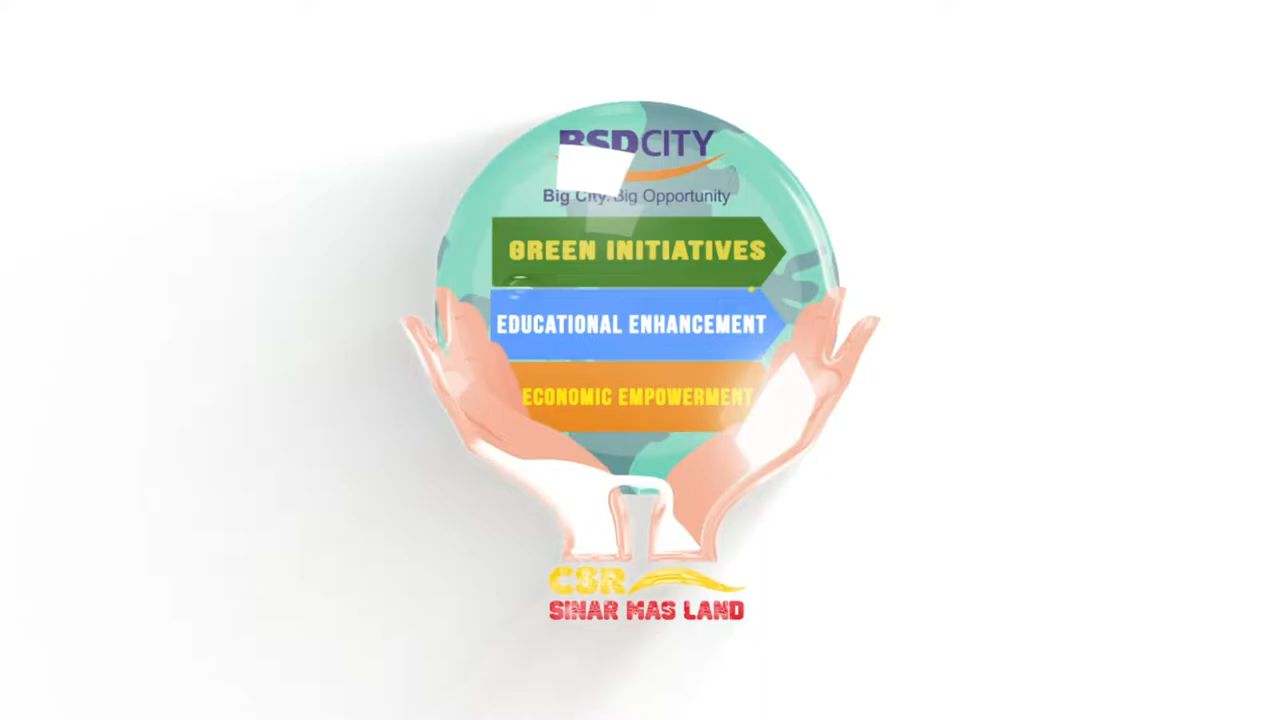 BSDCITY
Big City. Big Opportunity
GREEN INITIATIVES
EDUCATIONAL ENHANCEMENT
ECONOMIC EMPOWERMENT
CSR
SINAR MAS LAND